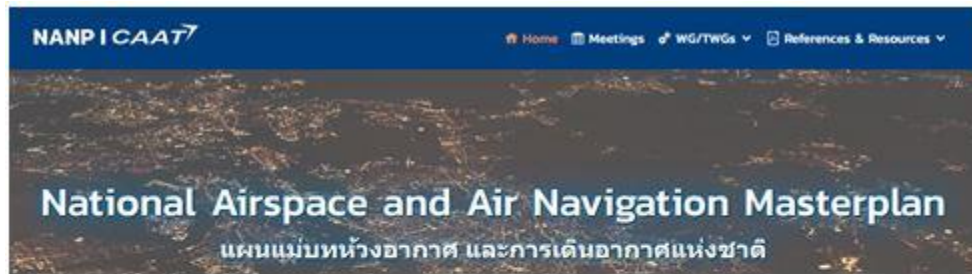 NANP | CAAT
Home Meetings WG/TWGs References & Resources
National Airspace and Air Navigation Masterplan
แผนแม่บทห้วงอากาศ และการเดินอากาศแห่งชาติ